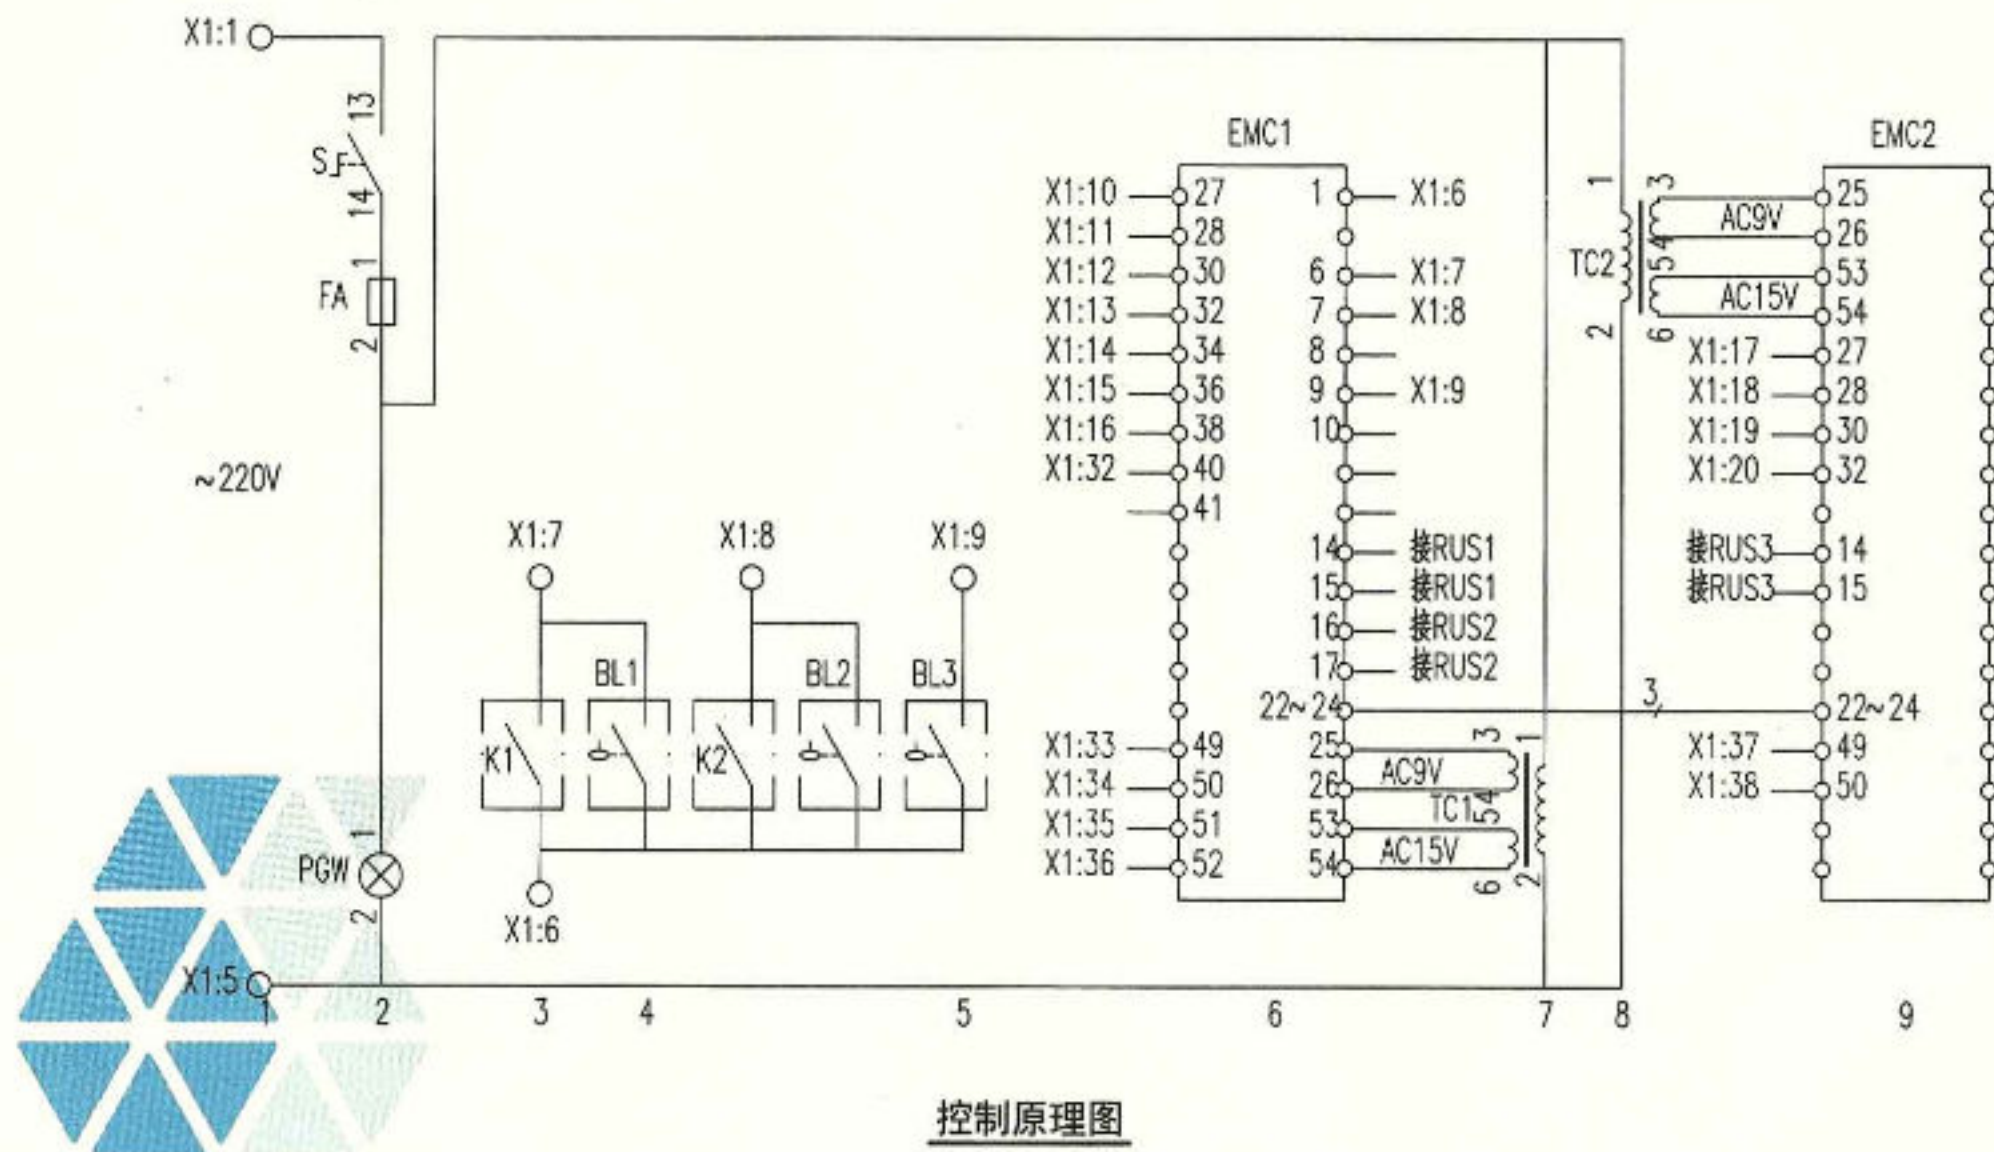 X1:1
13
S
14
1
FA
2
~220V
X1:7 X1:8 X1:9
BL1 BL2 BL3
K1 K2
X1:6
1
PGW
2
X1:5
EMC1
X1:10 27 1 X1:6
X1:11 28
X1:12 30 6 X1:7
X1:13 32 7 X1:8
X1:14 34 8
X1:15 36 9 X1:9
X1:16 38 10
X1:32 40
41
14 接RUS1
15 接RUS1
16 接RUS2
17 接RUS2
22~24
X1:33 49 25
X1:34 50 26
X1:35 51 53
X1:36 52 54
3 1
AC9V
TC1 5 4
AC15V
6 2
1 3
TC2 5 4
2 6
3
EMC2
AC9V 25
26
53
AC15V 54
X1:17 27
X1:18 28
X1:19 30
X1:20 32
接RUS3 14
接RUS3 15
22~24
X1:37 49
X1:38 50
1 2 3 4 5 6 7 8 9
控制原理图